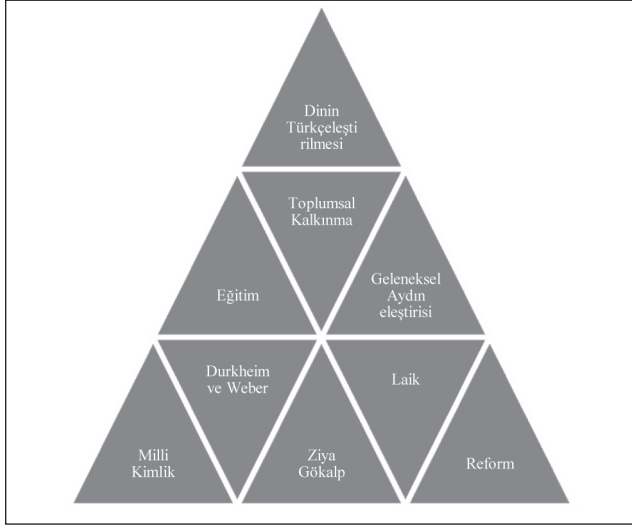 Dinin
Türkçeleşti
rilmesi
Toplumsal
Kalkınma
Eğitim
Geleneksel
Aydın
eleştirisi
Durkheim
ve Weber
Laik
Milli
Kimlik
Ziya
Gökalp
Reform